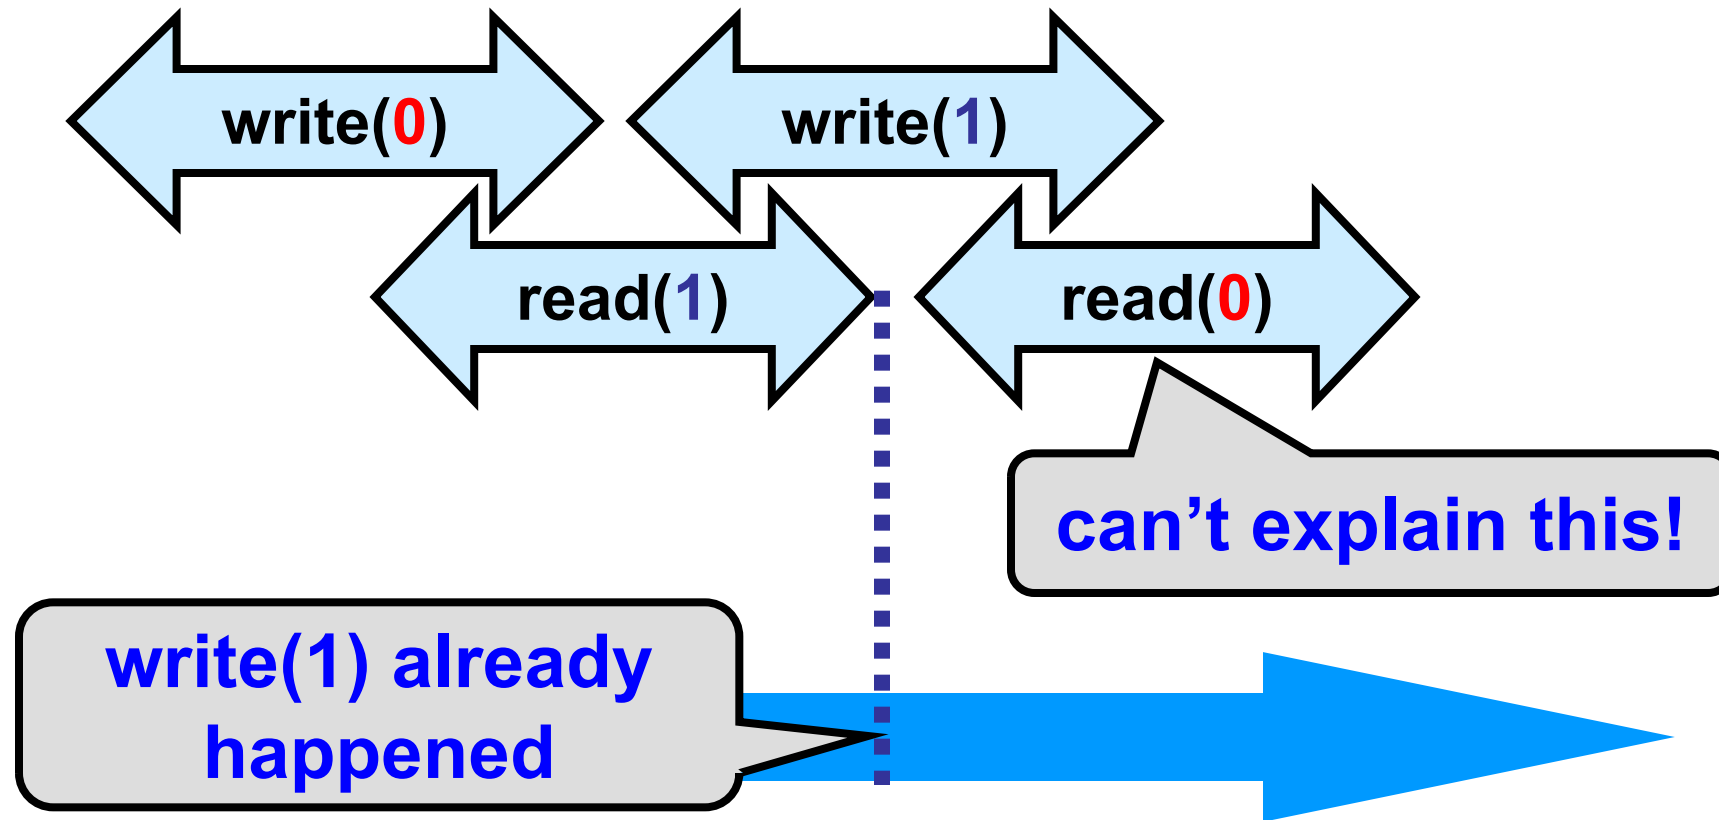 write(0)
write(1)
read(1)
read(0)
can’t explain this!
write(1) already
happened